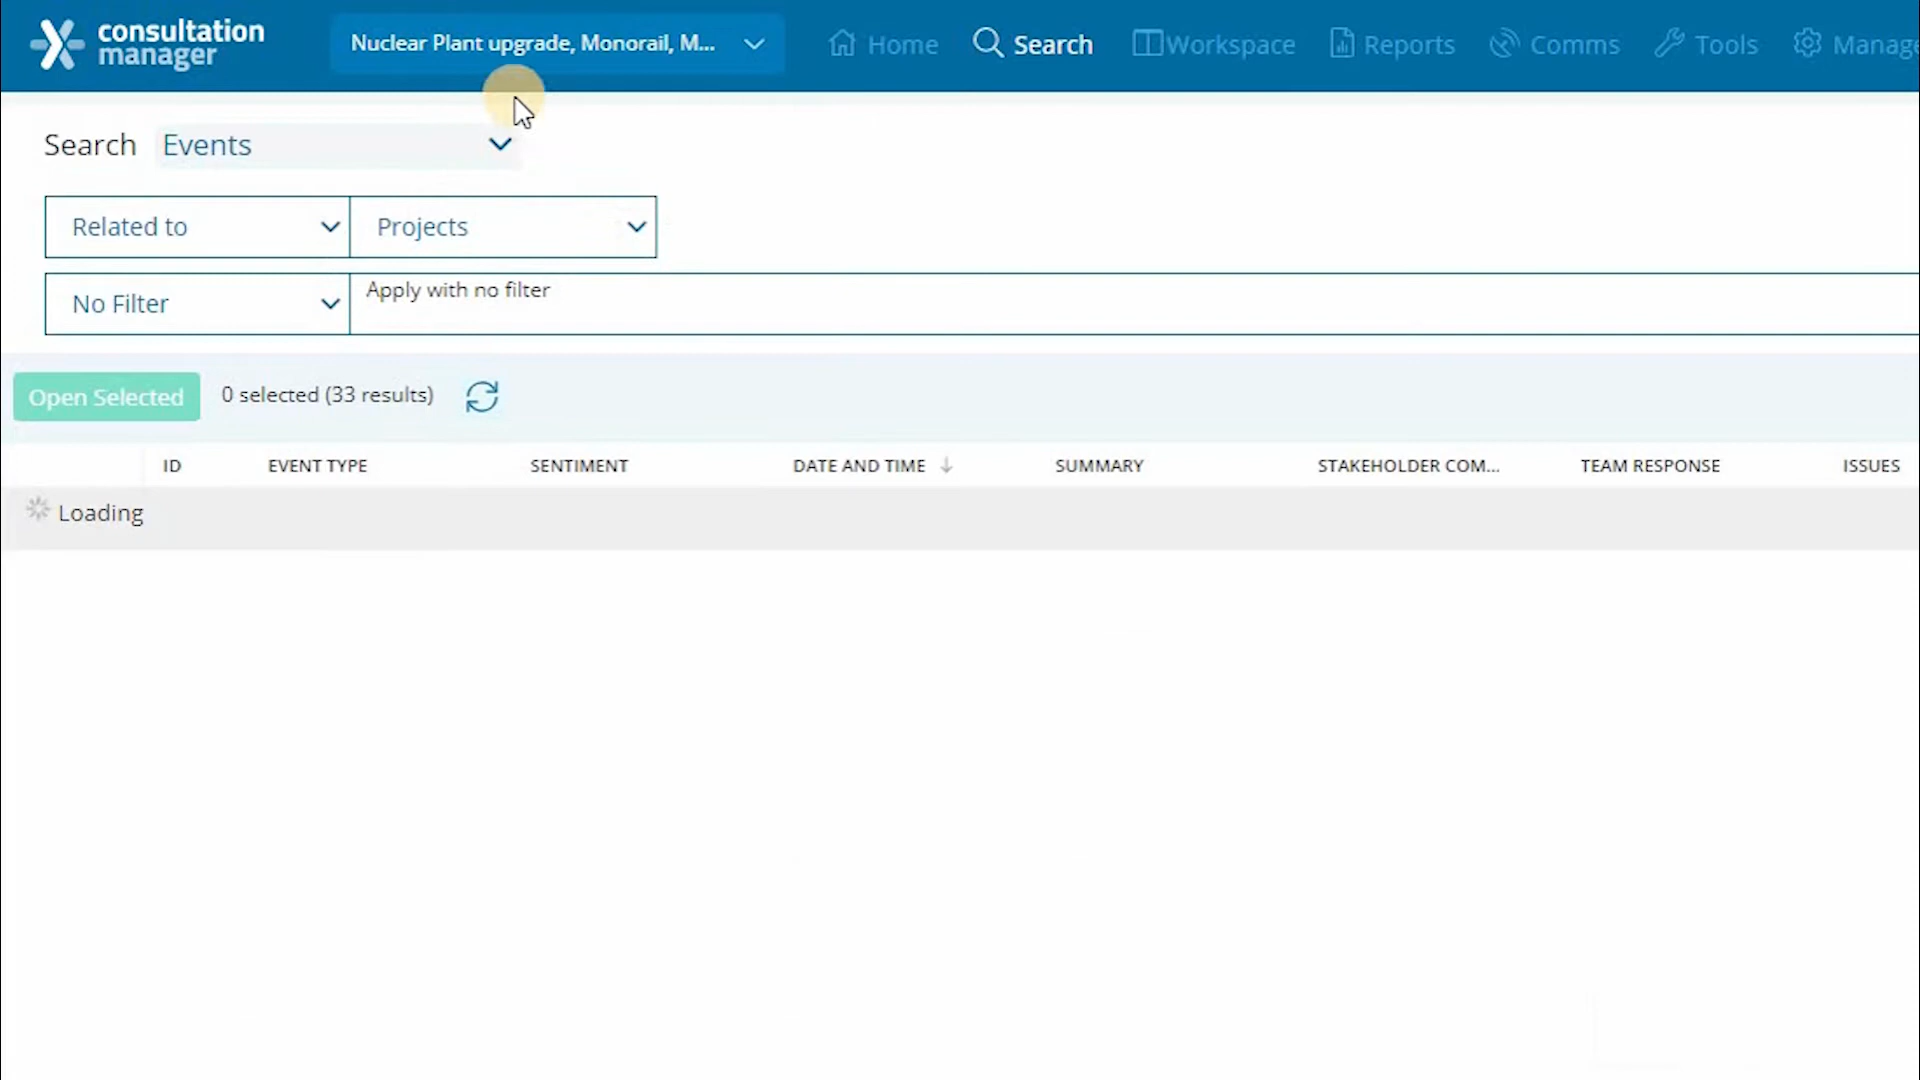 consultation
manager
Nuclear Plant upgrade, Monorail, M...
Home
Search
Workspace
Reports
Comms
Tools
Manage
Search Events
Related to
Projects
No Filter
Apply with no filter
Open Selected
0 selected (33 results)
ID
EVENT TYPE
SENTIMENT
DATE AND TIME
SUMMARY
STAKEHOLDER COM...
TEAM RESPONSE
ISSUES
Loading